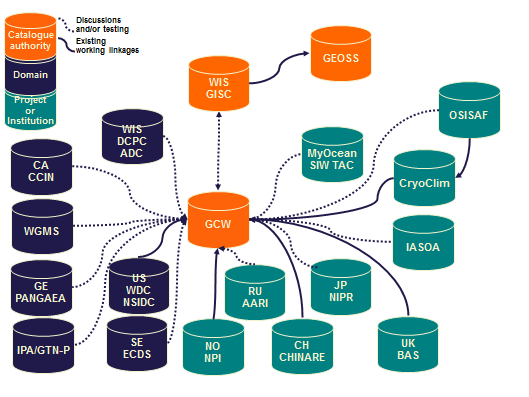 Discussions
and/or testing
Existing
working linkages
Catalogue
authority
Domain
Project
or
Institution
WIS
GISC
GEOSS
WIS
DCPC
ADC
OSISAF
MyOcean
SIW TAC
CA
CCIN
CryoClim
WGMS
GCW
IASOA
GE
PANGAEA
US
WDC
NSIDC
RU
AARI
JP
NIPR
IPA/GTN-P
SE
ECDS
NO
NPI
CH
CHINARE
UK
BAS